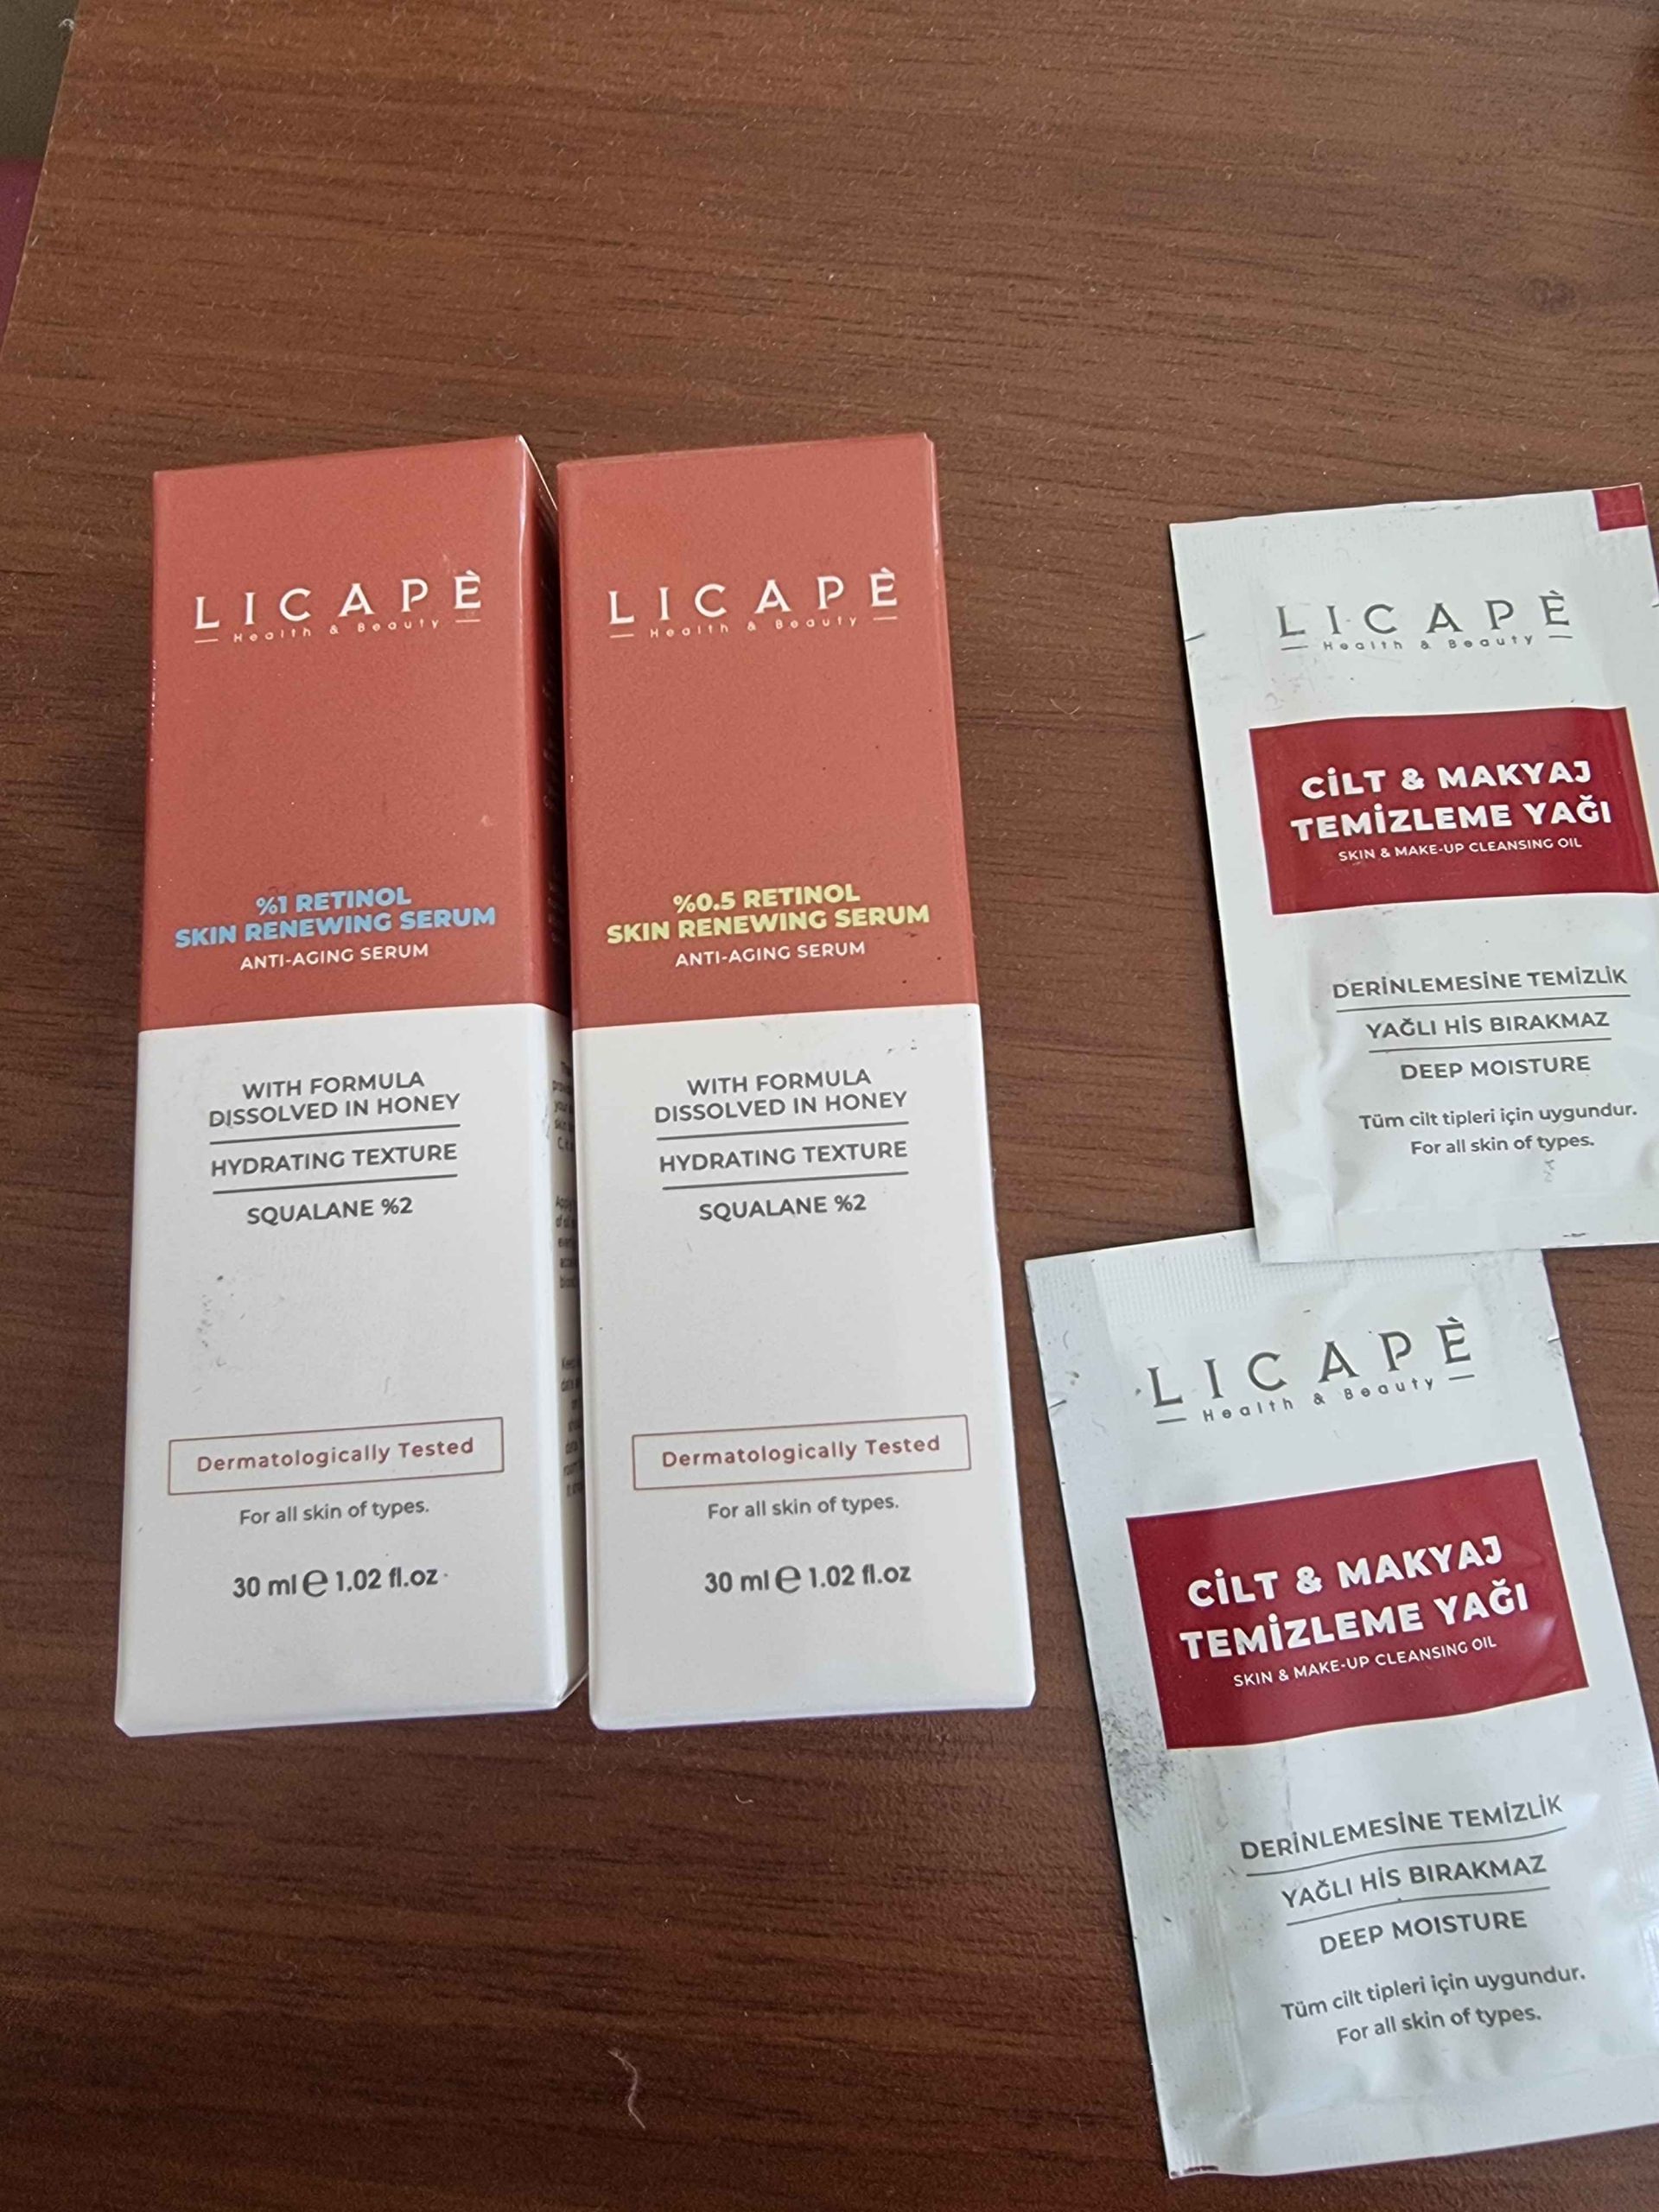 LICAPÈ
Health & Beauty
%1 RETINOL
SKIN RENEWING SERUM
ANTI-AGING SERUM
WITH FORMULA
DISSOLVED IN HONEY
HYDRATING TEXTURE
SQUALANE %2
Dermatologically Tested
For all skin of types.
30 ml ℮ 1.02 fl.oz
LICAPÈ
Health & Beauty
%0.5 RETINOL
SKIN RENEWING SERUM
ANTI-AGING SERUM
WITH FORMULA
DISSOLVED IN HONEY
HYDRATING TEXTURE
SQUALANE %2
Dermatologically Tested
For all skin of types.
30 ml ℮ 1.02 fl.oz
LICAPÈ
Health & Beauty
CİLT & MAKYAJ
TEMİZLEME YAĞI
SKIN & MAKE-UP CLEANSING OIL
DERİNLEMESİNE TEMİZLİK
YAĞLI HİS BIRAKMAZ
DEEP MOISTURE
Tüm cilt tipleri için uygundur.
For all skin of types.
LICAPÈ
Health & Beauty
CİLT & MAKYAJ
TEMİZLEME YAĞI
SKIN & MAKE-UP CLEANSING OIL
DERİNLEMESİNE TEMİZLİK
YAĞLI HİS BIRAKMAZ
DEEP MOISTURE
Tüm cilt tipleri için uygundur.
For all skin of types.